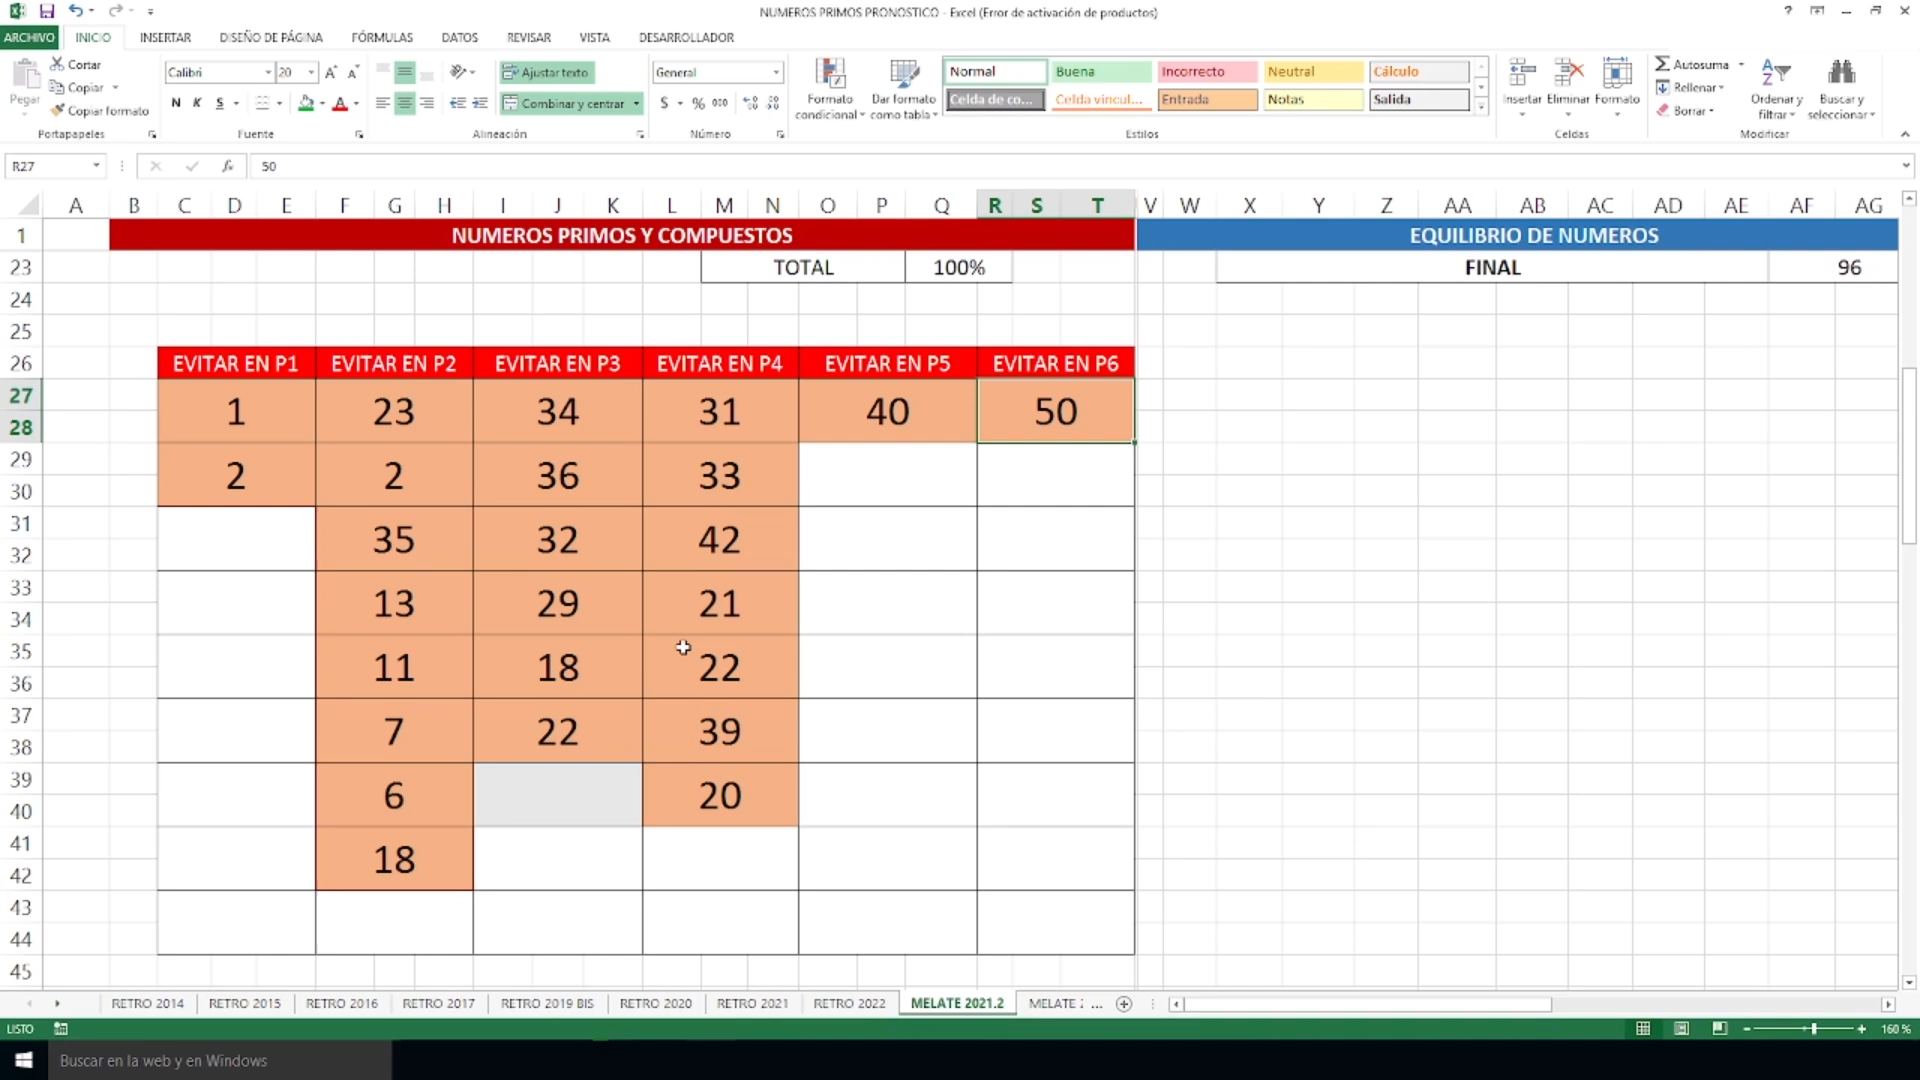 NUMEROS PRIMOS PRONOSTICO - Excel (Error de activación de productos)
ARCHIVO INICIO INSERTAR DISEÑO DE PÁGINA FÓRMULAS DATOS REVISAR VISTA DESARROLLADOR
Pegar
Cortar
Copiar
Copiar formato
Portapapeles
Calibri 20
N K S
Fuente
Ajustar texto
Combinar y centrar
Alineación
General
$ % 000
Número
Formato condicional
Dar formato como tabla
Normal Buena Incorrecto Neutral Cálculo
Celda de co... Celda vincul... Entrada Notas Salida
Estilos
Insertar Eliminar Formato
Celdas
Autosuma
Rellenar
Borrar
Ordenar y filtrar
Buscar y seleccionar
Modificar
R27 fx 50
A B C D E F G H I J K L M N O P Q R S T V W X Y Z AA AB AC AD AE AF AG
1 NUMEROS PRIMOS Y COMPUESTOS EQUILIBRIO DE NUMEROS
23 TOTAL 100% FINAL 96
24
25
26 EVITAR EN P1 EVITAR EN P2 EVITAR EN P3 EVITAR EN P4 EVITAR EN P5 EVITAR EN P6
27
28
1 23 34 31 40 50
29
30
2 2 36 33
31
32
35 32 42
33
34
13 29 21
35
36
11 18 22
37
38
7 22 39
39
40
6 20
41
42
18
43
44
45
RETRO 2014 RETRO 2015 RETRO 2016 RETRO 2017 RETRO 2019 BIS RETRO 2020 RETRO 2021 RETRO 2022 MELATE 2021.2 MELATE 2 ...
LISTO 160 %
Buscar en la web y en Windows